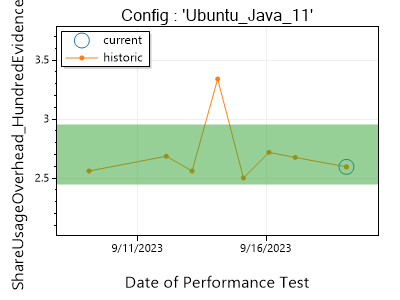 Config : 'Ubuntu_Java_11'
current
historic
3.5
3
2.5
ShareUsageOverhead_HundredEvidence
9/11/2023
9/16/2023
Date of Performance Test